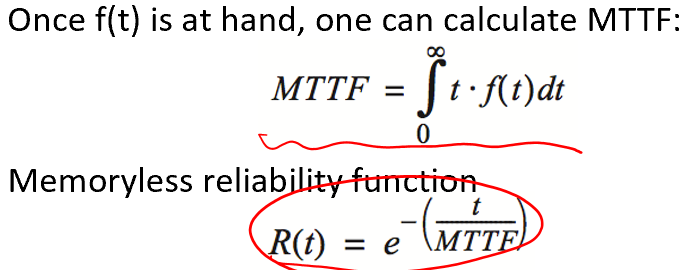 Once f(t) is at hand, one can calculate MTTF:
MTTF = ∫₀^∞ t · f(t)dt
Memoryless reliability function
R(t) = e^−(t/MTTF)